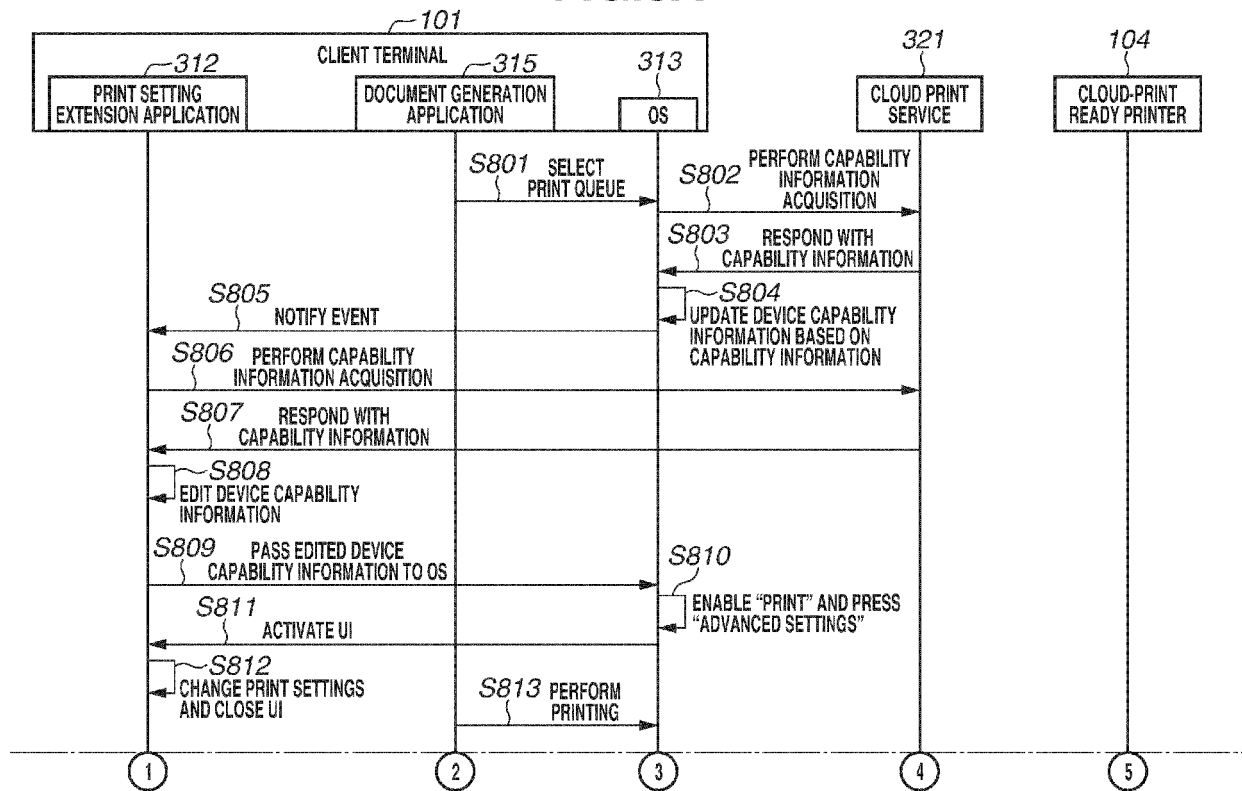 101
CLIENT TERMINAL
312
315
313
321
104
PRINT SETTING
EXTENSION APPLICATION
DOCUMENT GENERATION
APPLICATION
OS
CLOUD PRINT
SERVICE
CLOUD-PRINT
READY PRINTER
S801
SELECT
PRINT QUEUE
S802
PERFORM CAPABILITY
INFORMATION
ACQUISITION
S803
RESPOND WITH
CAPABILITY INFORMATION
S804
UPDATE DEVICE CAPABILITY
INFORMATION BASED ON
CAPABILITY INFORMATION
S805
NOTIFY EVENT
S806
PERFORM CAPABILITY
INFORMATION ACQUISITION
S807
RESPOND WITH
CAPABILITY INFORMATION
S808
EDIT DEVICE CAPABILITY
INFORMATION
S809
PASS EDITED DEVICE
CAPABILITY INFORMATION TO OS
S810
ENABLE “PRINT” AND PRESS
“ADVANCED SETTINGS”
S811
ACTIVATE UI
S812
CHANGE PRINT SETTINGS
AND CLOSE UI
S813
PERFORM
PRINTING
1
2
3
4
5